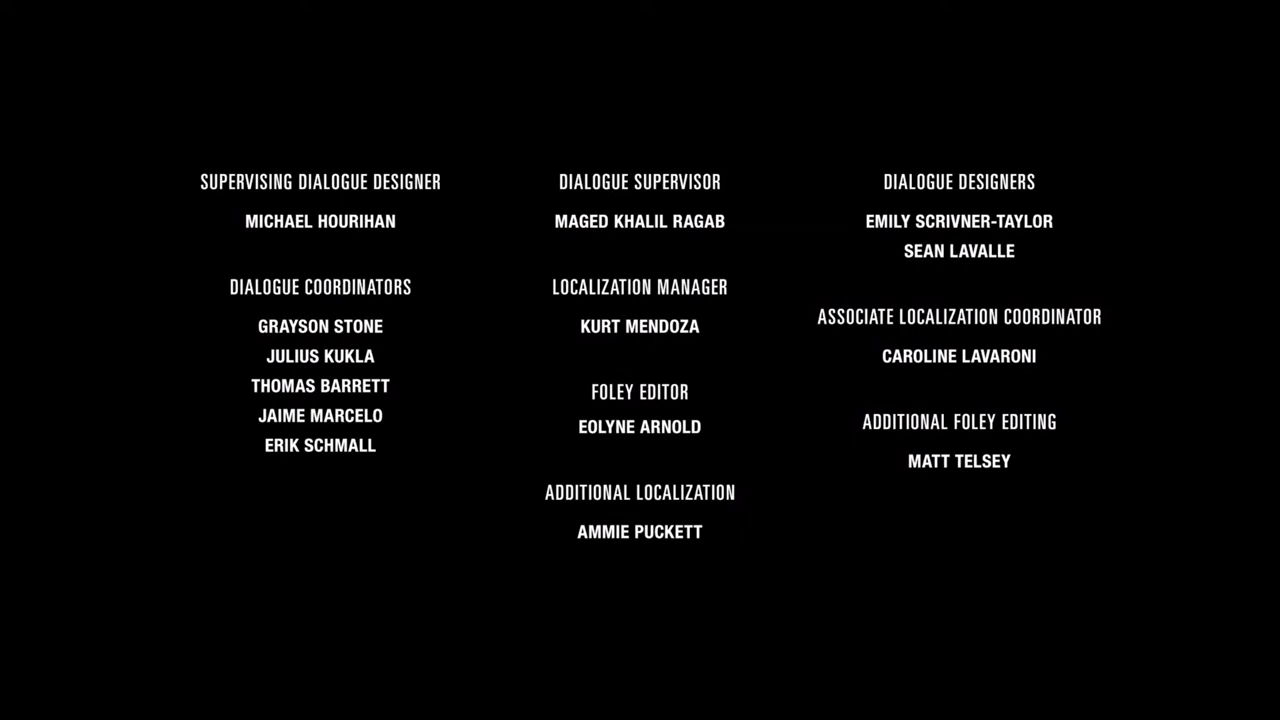 SUPERVISING DIALOGUE DESIGNER
MICHAEL HOURIHAN
DIALOGUE COORDINATORS
GRAYSON STONE
JULIUS KUKLA
THOMAS BARRETT
JAIME MARCELO
ERIK SCHMALL
DIALOGUE SUPERVISOR
MAGED KHALIL RAGAB
LOCALIZATION MANAGER
KURT MENDOZA
FOLEY EDITOR
EOLYNE ARNOLD
ADDITIONAL LOCALIZATION
AMMIE PUCKETT
DIALOGUE DESIGNERS
EMILY SCRIVNER-TAYLOR
SEAN LAVALLE
ASSOCIATE LOCALIZATION COORDINATOR
CAROLINE LAVARONI
ADDITIONAL FOLEY EDITING
MATT TELSEY